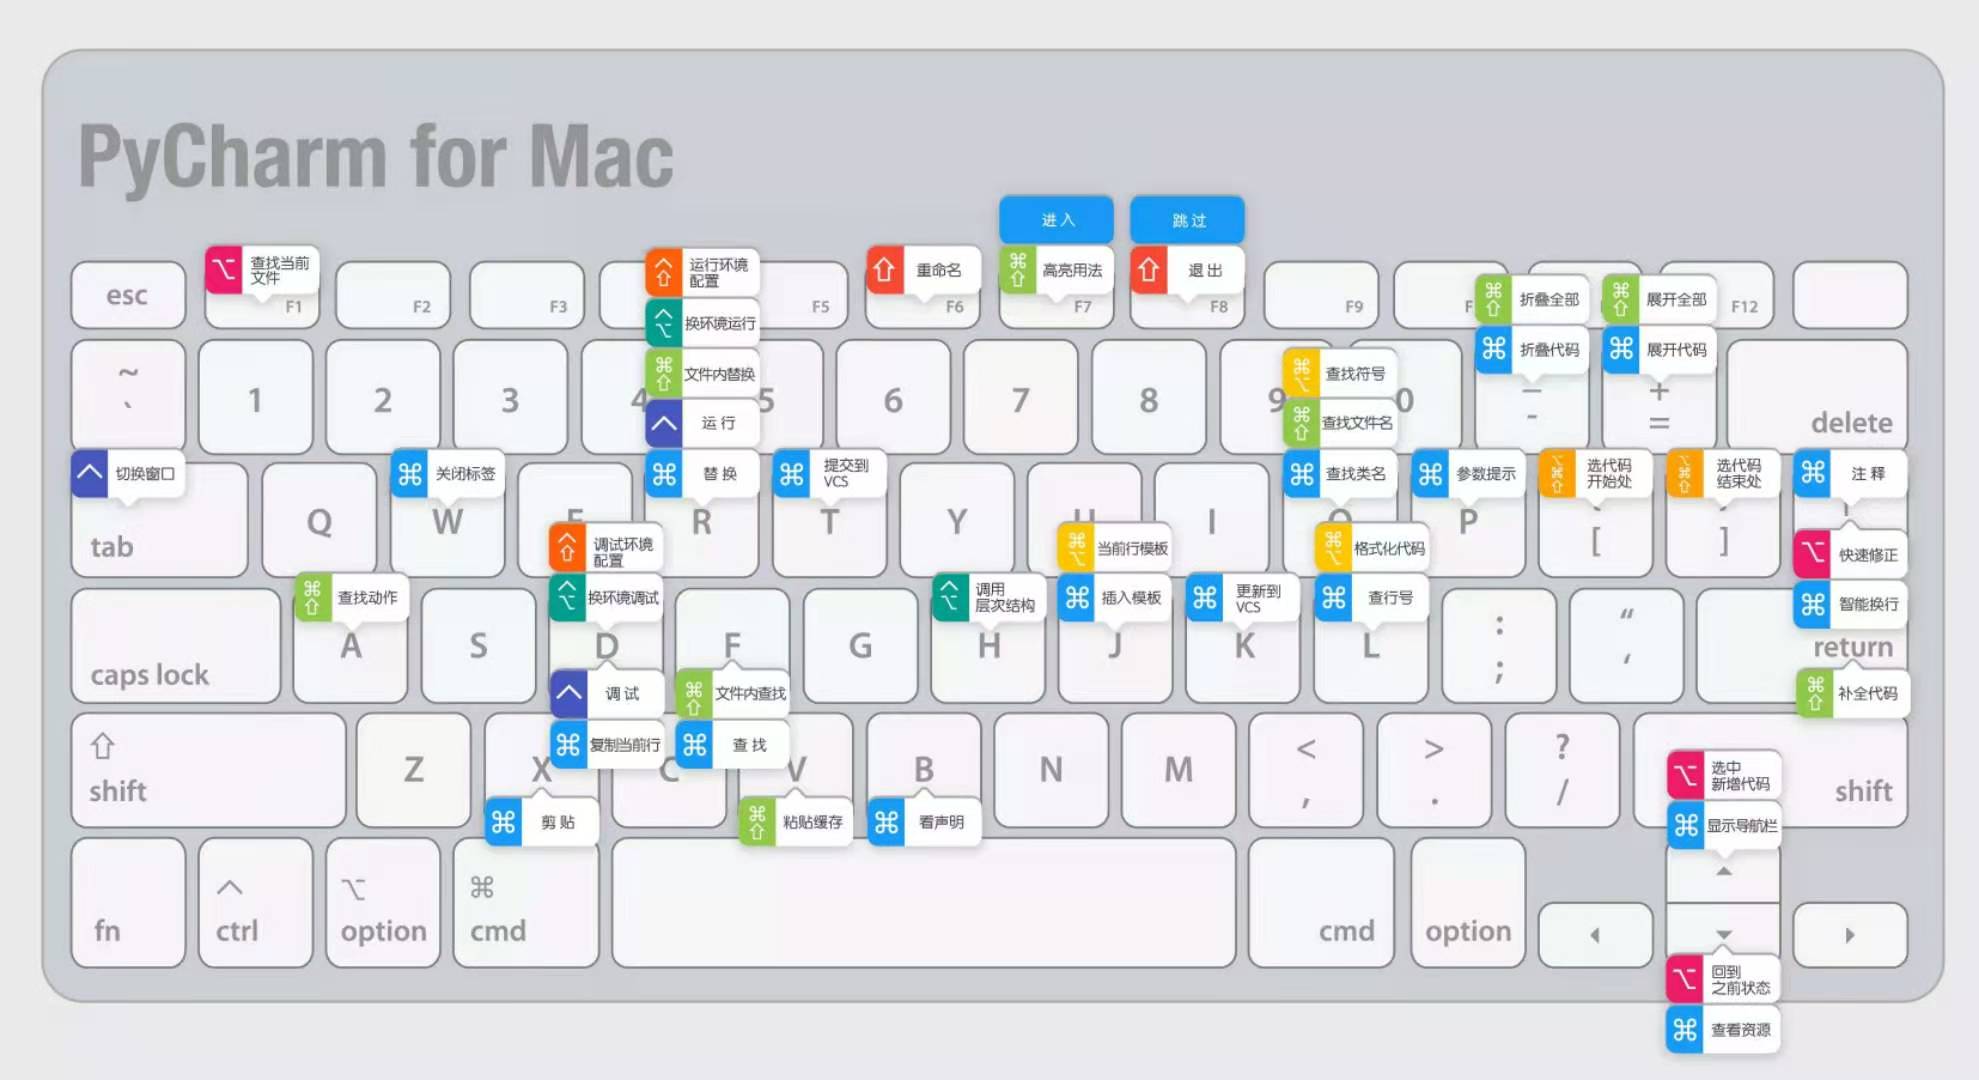 PyCharm for Mac
进入
跳过
esc
查找当前
文件
F1
F2
F3
运行环境
配置
换环境运行
文件内替换
运行
替换
F5
重命名
F6
高亮用法
F7
退出
F8
F9
F
折叠全部
折叠代码
展开全部
展开代码
F12
~
`
1
2
3
4
5
6
7
8
9
0
查找符号
查找文件名
查找类名
–
-
+
=
delete
切换窗口
tab
Q
关闭标签
W
E
R
提交到
VCS
T
Y
U
I
O
参数提示
P
选代码
开始处
[
选代码
结束处
]
注释
快速修正
智能换行
caps lock
查找动作
A
S
调试环境
配置
换环境调试
D
调试
复制当前行
F
文件内查找
查找
G
调用
层次结构
H
当前行模板
插入模板
J
更新到
VCS
K
格式化代码
查行号
L
:
;
“
‘
return
补全代码
shift
Z
X
剪贴
C
V
粘贴缓存
B
看声明
N
M
<
,
>
.
?
/
选中
新增代码
显示导航栏
shift
fn
ctrl
option
⌘
cmd
cmd
option
回到
之前状态
查看资源